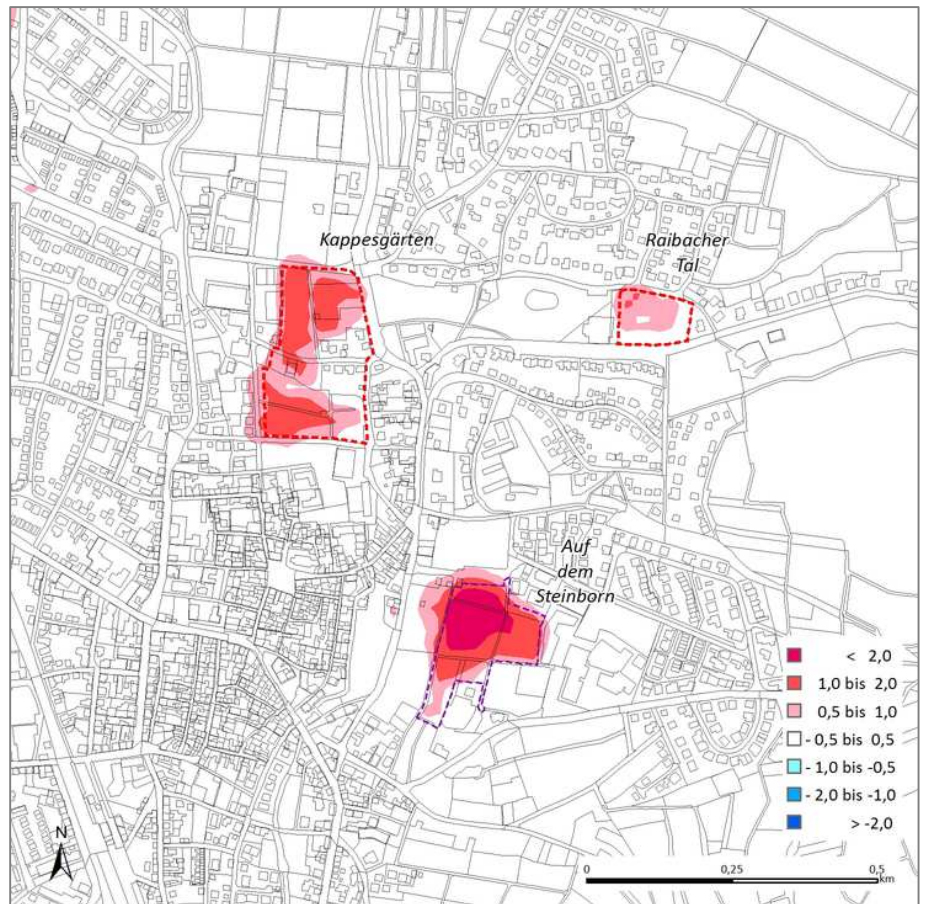 Kappesgärten
Raibacher
Tal
Auf
dem
Steinborn
< 2,0
1,0 bis 2,0
0,5 bis 1,0
- 0,5 bis 0,5
- 1,0 bis -0,5
- 2,0 bis -1,0
> -2,0
N
0 0,25 0,5
km